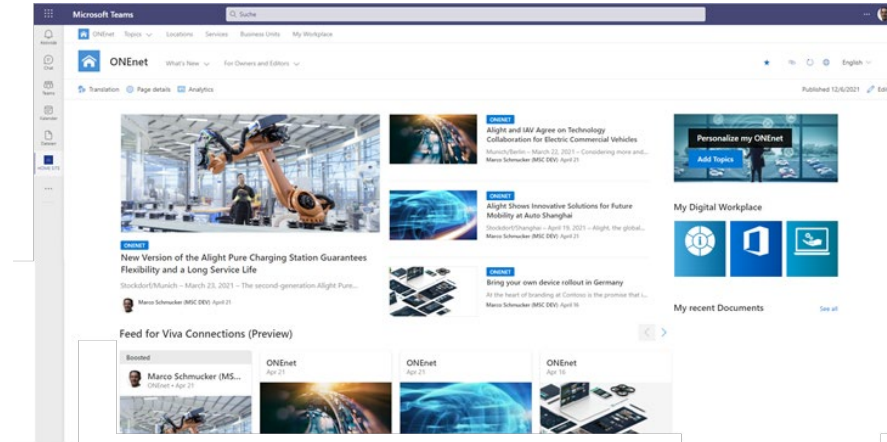 Microsoft Teams
Suche
ONEnet Topics Locations Services Business Units My Workplace
ONEnet What's New For Owners and Editors
English
Translation Page details Analytics
Published 12/6/2021
Chat
Teams
ONENET
New Version of the Alight Pure Charging Station Guarantees
Flexibility and a Long Service Life
Stockdorf/Munich – March 23, 2021 – The second-generation Alight Pure...
Marco Schmucker (MSC DEV) April 21
ONENET
Alight and IAV Agree on Technology
Collaboration for Electric Commercial Vehicles
Munich/Berlin – March 22, 2021 – Considering more and...
Marco Schmucker (MSC DEV) April 21
ONENET
Alight Shows Innovative Solutions for Future
Mobility at Auto Shanghai
Stockdorf/Shanghai – April 19, 2021 – Alight, the global...
Marco Schmucker (MSC DEV) April 21
ONENET
Bring your own device rollout in Germany
At the heart of branding at Contoso is the promise that i...
Marco Schmucker (MSC DEV) April 16
Personalize my ONEnet
Add Topics
My Digital Workplace
My recent Documents
See all
Feed for Viva Connections (Preview)
Boosted
Marco Schmucker (MS...
ONEnet • Apr 21
ONEnet
Apr 21
ONEnet
Apr 21
ONEnet
Apr 16